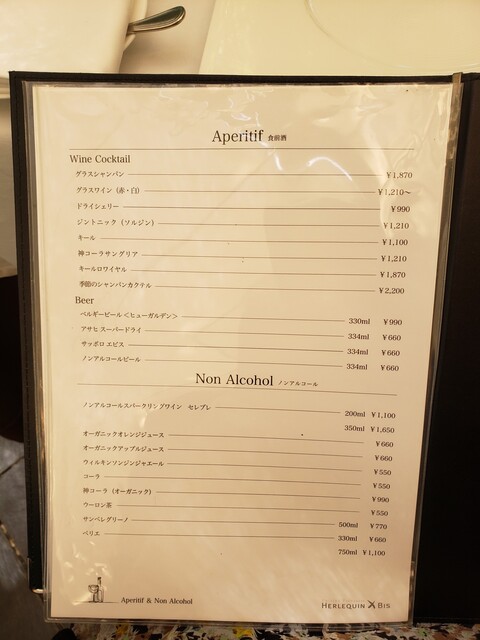 Aperitif 食前酒
Wine Cocktail
グラスシャンパン ¥1,870
グラスワイン（赤・白） ¥1,210～
ドライシェリー ¥990
ジントニック（ソルジン） ¥1,210
キール ¥1,100
神コーラサングリア ¥1,210
キールロワイヤル ¥1,870
季節のシャンパンカクテル ¥2,200
Beer
ベルギービール＜ヒューガルデン＞ 330ml ¥990
アサヒ スーパードライ 334ml ¥660
サッポロ エビス 334ml ¥660
ノンアルコールビール 334ml ¥660
Non Alcohol ノンアルコール
ノンアルコールスパークリングワイン セレブレ 200ml ¥1,100
350ml ¥1,650
オーガニックオレンジジュース ¥660
オーガニックアップルジュース ¥660
ウィルキンソンジンジャエール ¥550
コーラ ¥550
神コーラ（オーガニック） ¥990
ウーロン茶 ¥550
サンペレグリーノ 500ml ¥770
ペリエ 330ml ¥660
750ml ¥1,100
Aperitif & Non Alcohol
HERLEQUIN BIS